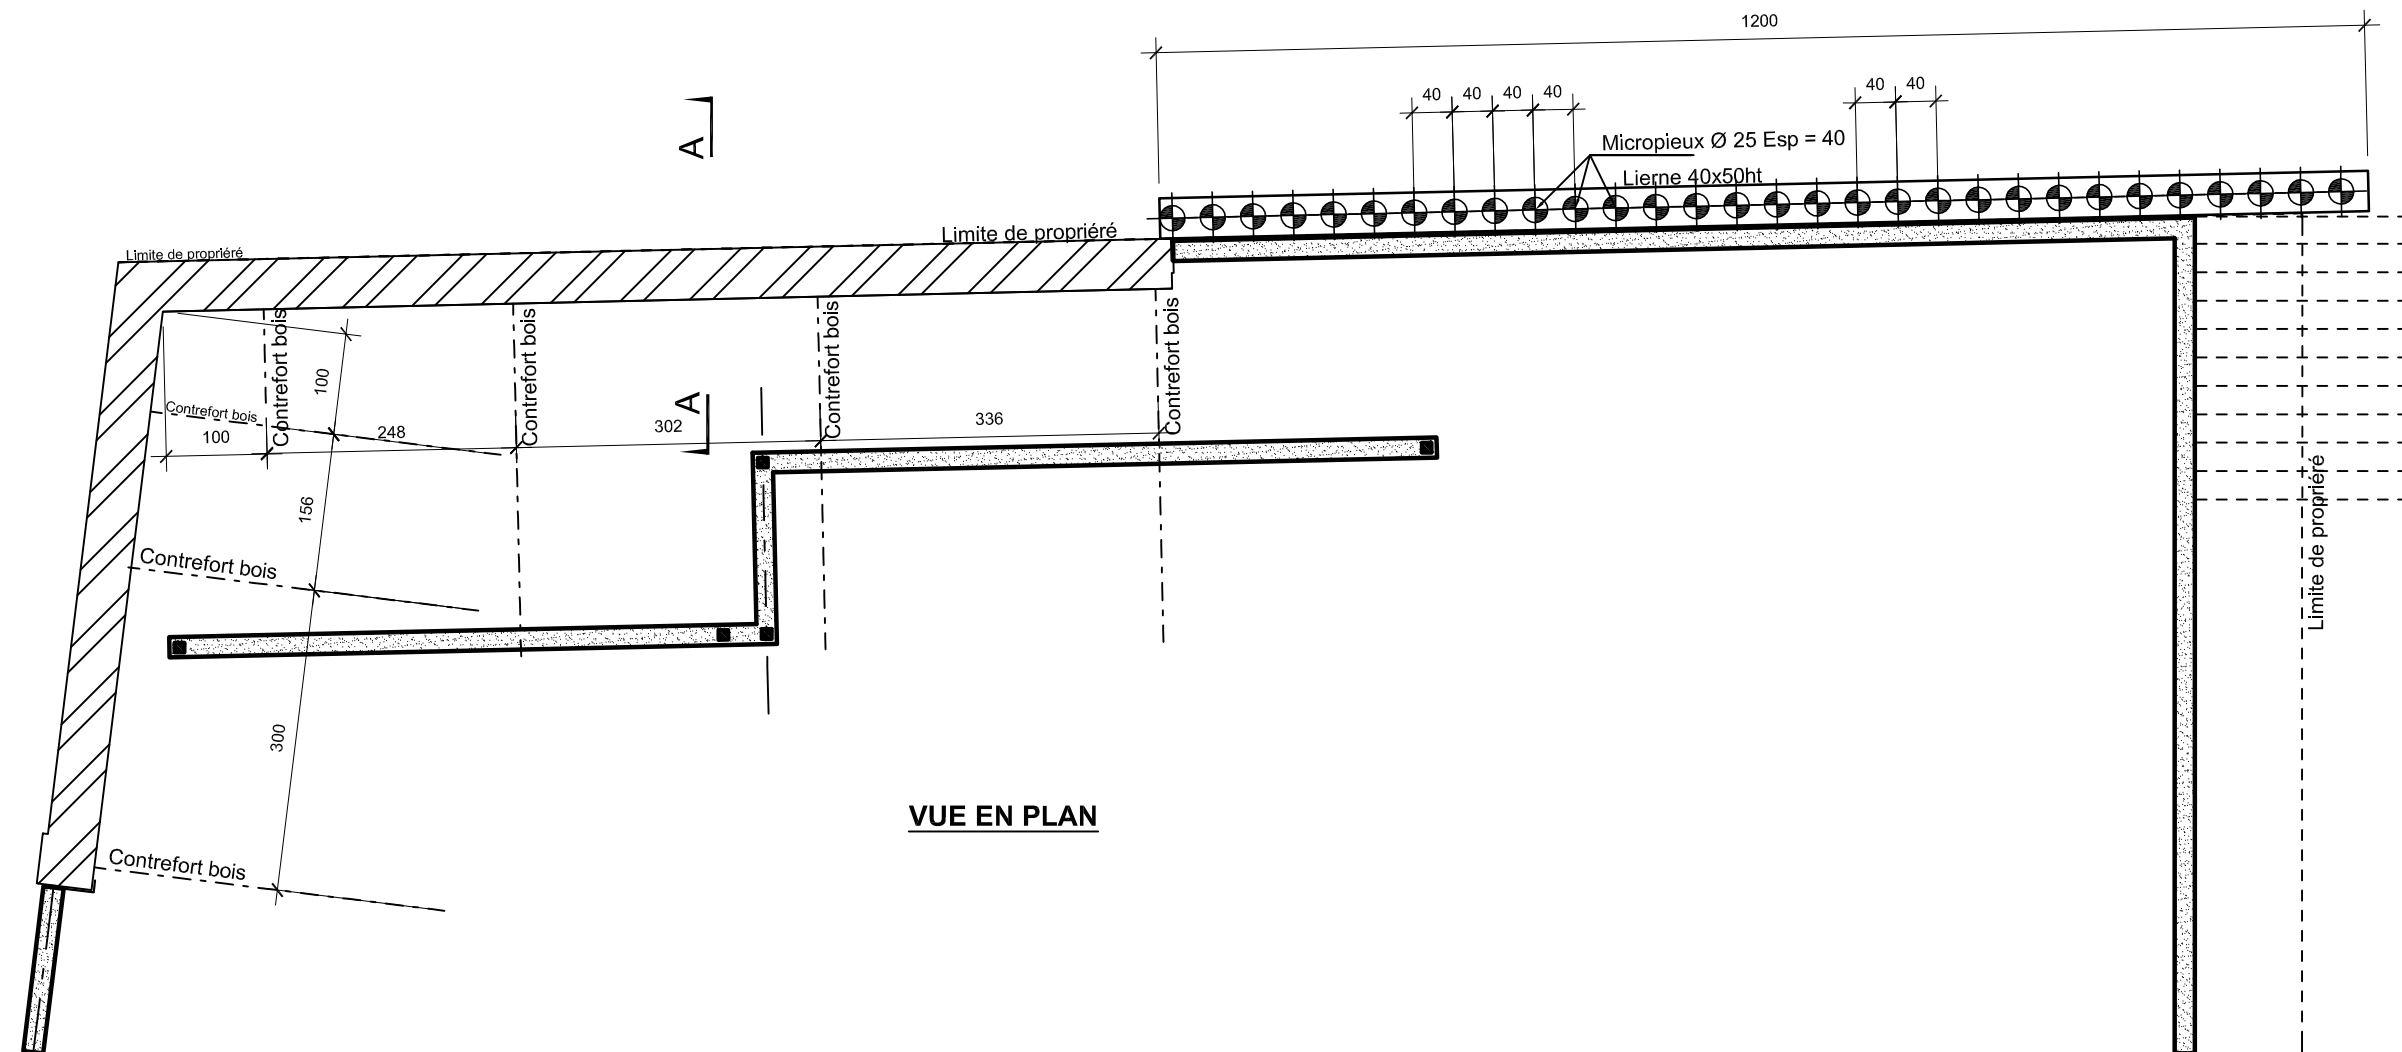 1200
40
40
40
40
40
40
A
Micropieux Ø 25 Esp = 40
Lierne 40x50ht
Limite de propriéré
Limite de propriéré
Contrefort bois
Contrefort bois
Contrefort bois
Contrefort bois
100
Contrefort bois
A
100
248
302
336
156
Contrefort bois
Limite de propriéré
300
VUE EN PLAN
Contrefort bois